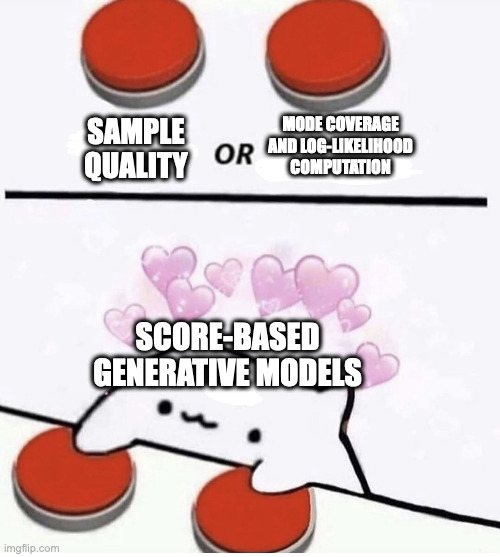 SAMPLE
QUALITY
OR
MODE COVERAGE
AND LOG-LIKELIHOOD
COMPUTATION
SCORE-BASED
GENERATIVE MODELS
imgflip.com